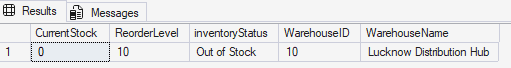 Results Messages
CurrentStock ReorderLevel inventoryStatus WarehouseID WarehouseName
1 0 10 Out of Stock 10 Lucknow Distribution Hub